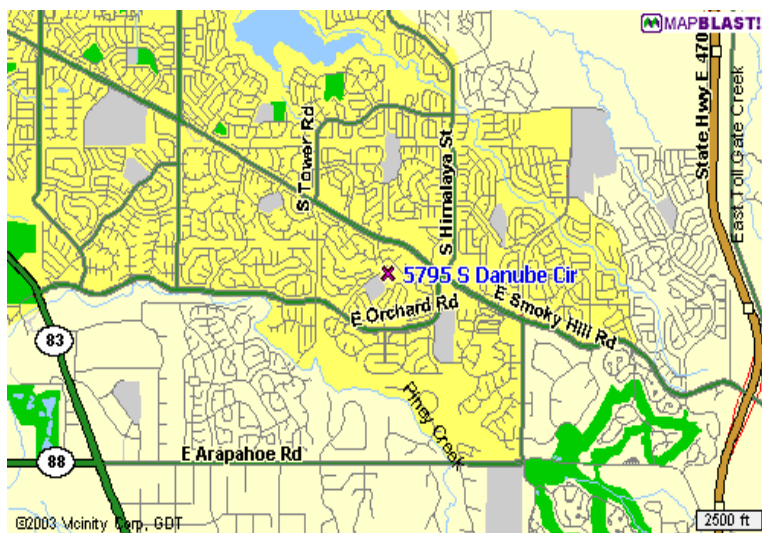 MAPBLAST!
State Hwy E 470
East Toll Gate Creek
S Tower Rd
S Himalaya St
5795 S Danube Cir
E Orchard Rd
E Smoky Hill Rd
83
Piney Creek
E Arapahoe Rd
88
©2003 Vicinity Corp, GDT
2500 ft